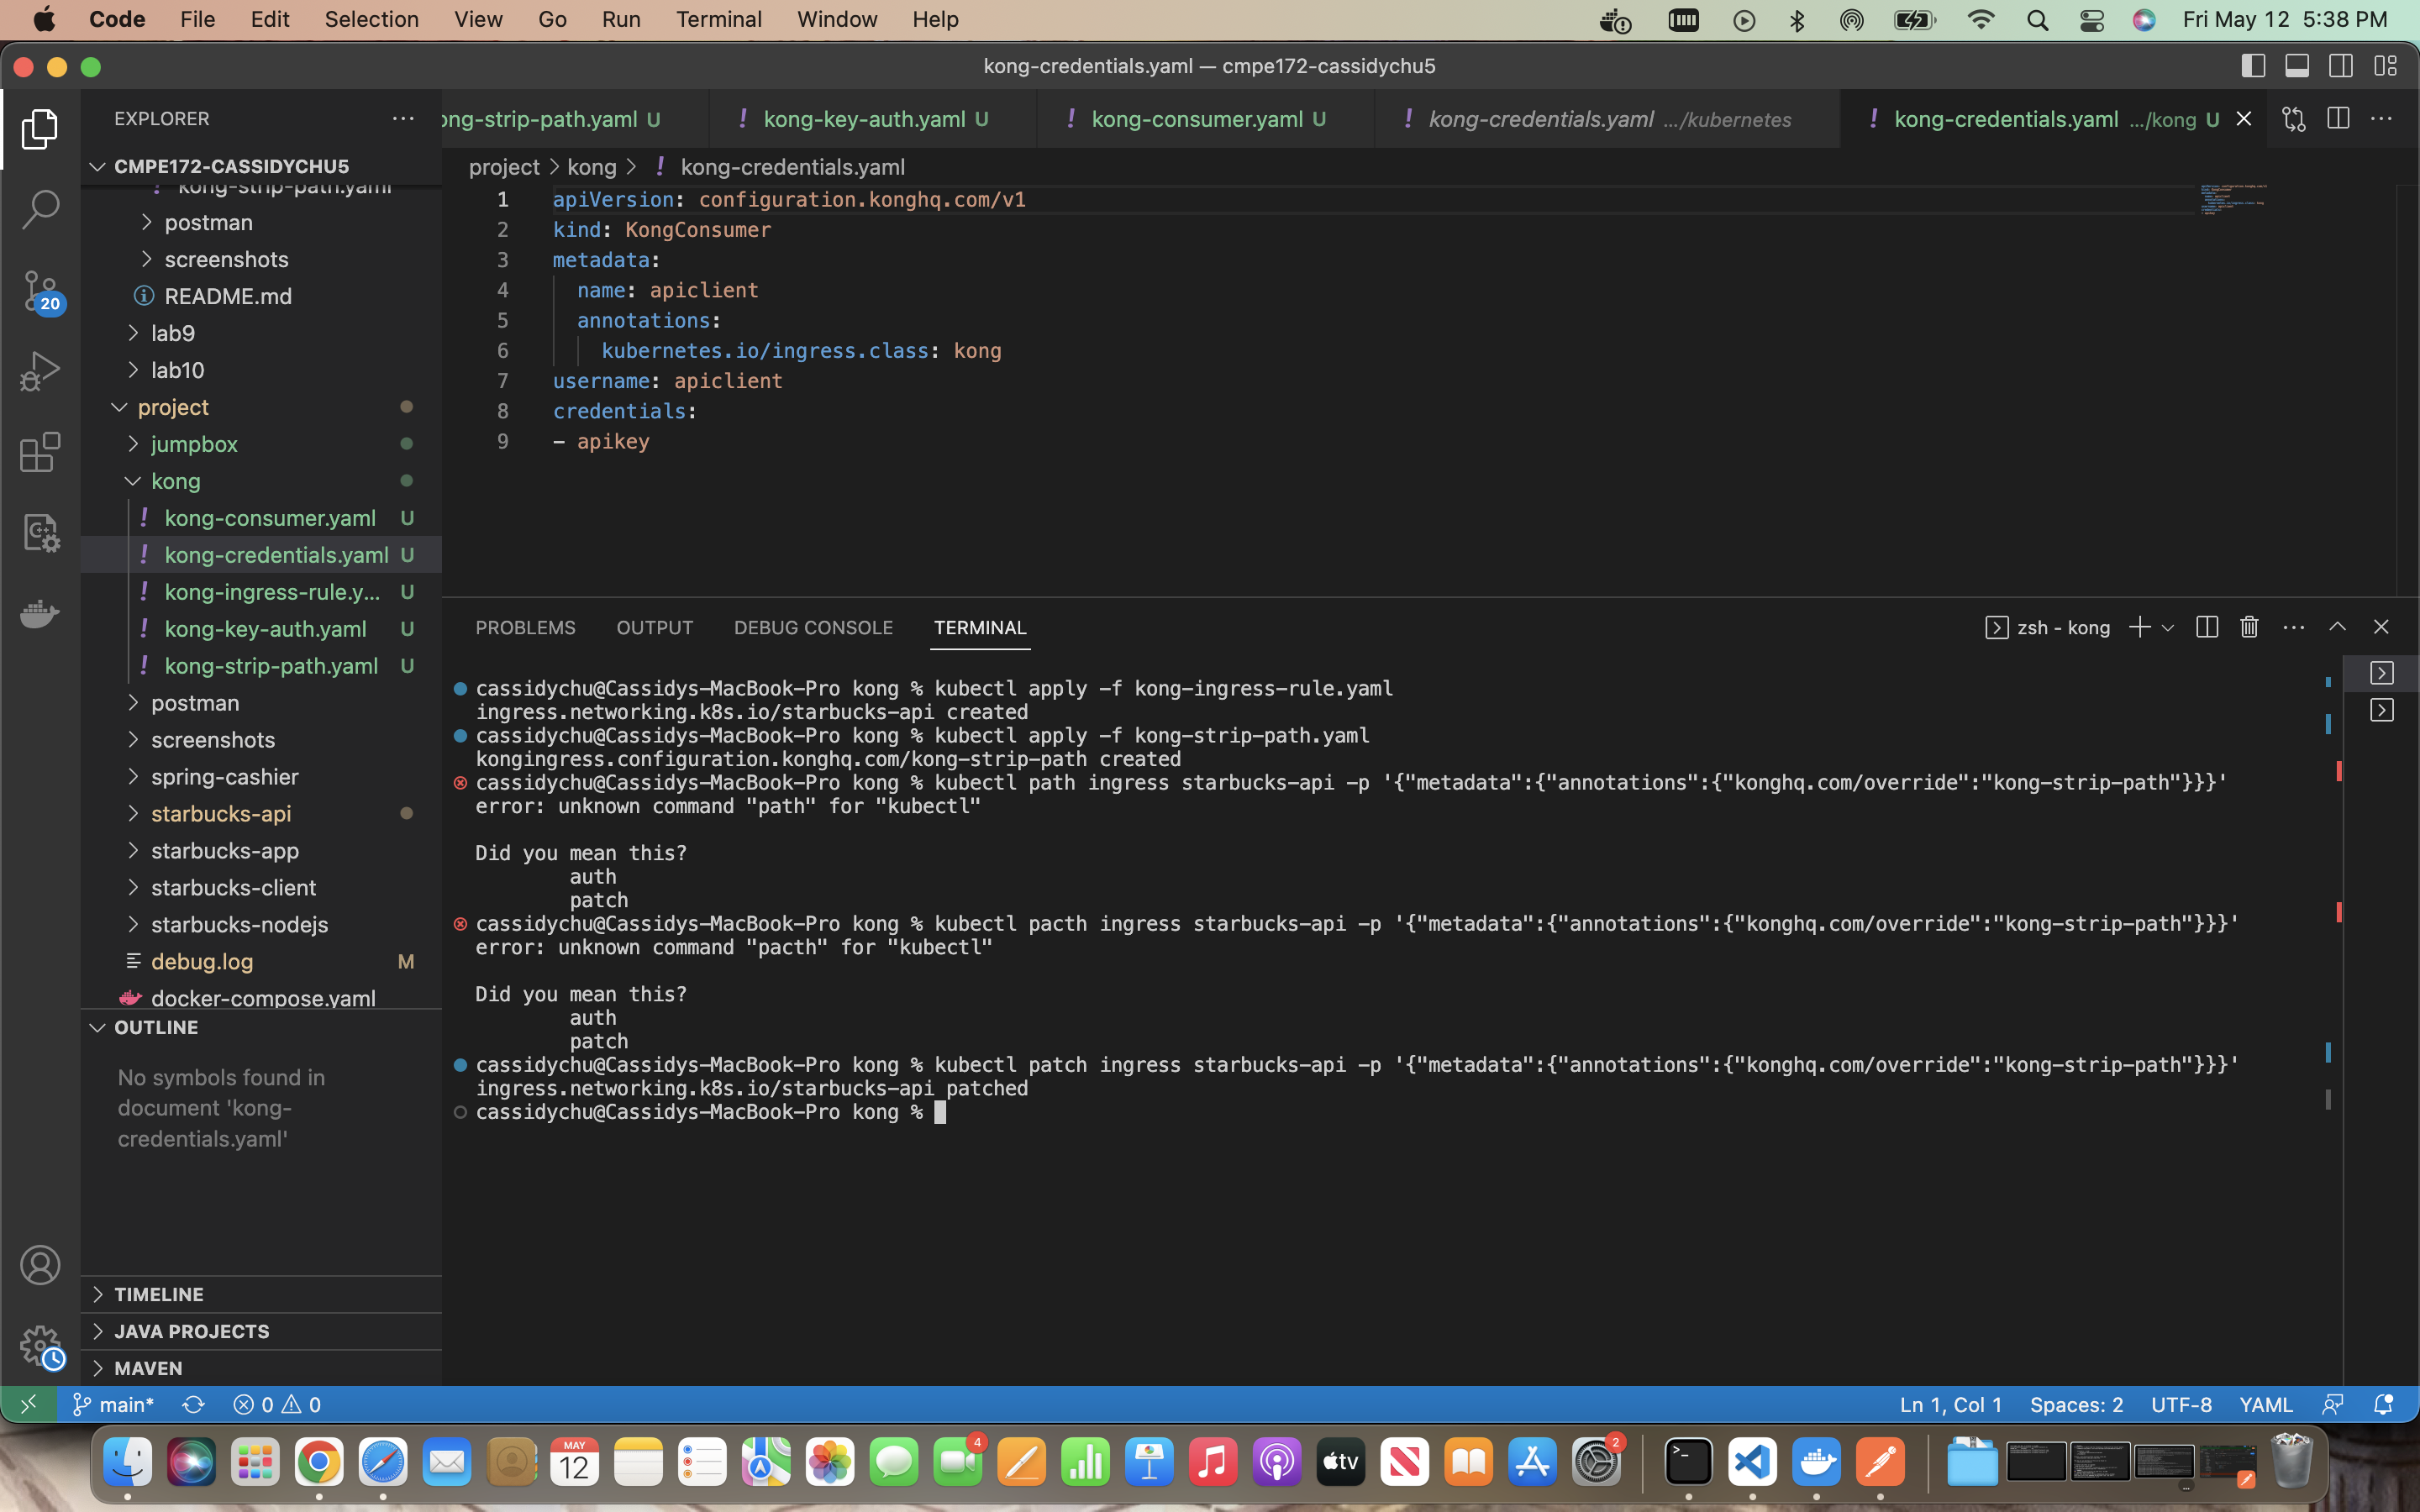 Code File Edit Selection View Go Run Terminal Window Help Fri May 12 5:38 PM
kong-credentials.yaml — cmpe172-cassidychu5
EXPLORER
ong-strip-path.yaml U
kong-key-auth.yaml U
kong-consumer.yaml U
kong-credentials.yaml .../kubernetes
kong-credentials.yaml .../kong U
CMPE172-CASSIDYCHU5
kong-strip-path.yaml
postman
screenshots
README.md
lab9
lab10
project
jumpbox
kong
kong-consumer.yaml U
kong-credentials.yaml U
kong-ingress-rule.y... U
kong-key-auth.yaml U
kong-strip-path.yaml U
postman
screenshots
spring-cashier
starbucks-api
starbucks-app
starbucks-client
starbucks-nodejs
debug.log M
docker-compose.yaml
OUTLINE
No symbols found in
document 'kong-
credentials.yaml'
TIMELINE
JAVA PROJECTS
MAVEN
20
project > kong > ! kong-credentials.yaml
1 apiVersion: configuration.konghq.com/v1
2 kind: KongConsumer
3 metadata:
4 name: apiclient
5 annotations:
6 kubernetes.io/ingress.class: kong
7 username: apiclient
8 credentials:
9 - apikey
PROBLEMS OUTPUT DEBUG CONSOLE TERMINAL zsh - kong
cassidychu@Cassidys-MacBook-Pro kong % kubectl apply -f kong-ingress-rule.yaml
ingress.networking.k8s.io/starbucks-api created
cassidychu@Cassidys-MacBook-Pro kong % kubectl apply -f kong-strip-path.yaml
kongingress.configuration.konghq.com/kong-strip-path created
cassidychu@Cassidys-MacBook-Pro kong % kubectl path ingress starbucks-api -p '{"metadata":{"annotations":{"konghq.com/override":"kong-strip-path"}}}'
error: unknown command "path" for "kubectl"
Did you mean this?
auth
patch
cassidychu@Cassidys-MacBook-Pro kong % kubectl pacth ingress starbucks-api -p '{"metadata":{"annotations":{"konghq.com/override":"kong-strip-path"}}}'
error: unknown command "pacth" for "kubectl"
Did you mean this?
auth
patch
cassidychu@Cassidys-MacBook-Pro kong % kubectl patch ingress starbucks-api -p '{"metadata":{"annotations":{"konghq.com/override":"kong-strip-path"}}}'
ingress.networking.k8s.io/starbucks-api patched
cassidychu@Cassidys-MacBook-Pro kong %
main* 0 0 Ln 1, Col 1 Spaces: 2 UTF-8 YAML
MAY
12
4
tv
2